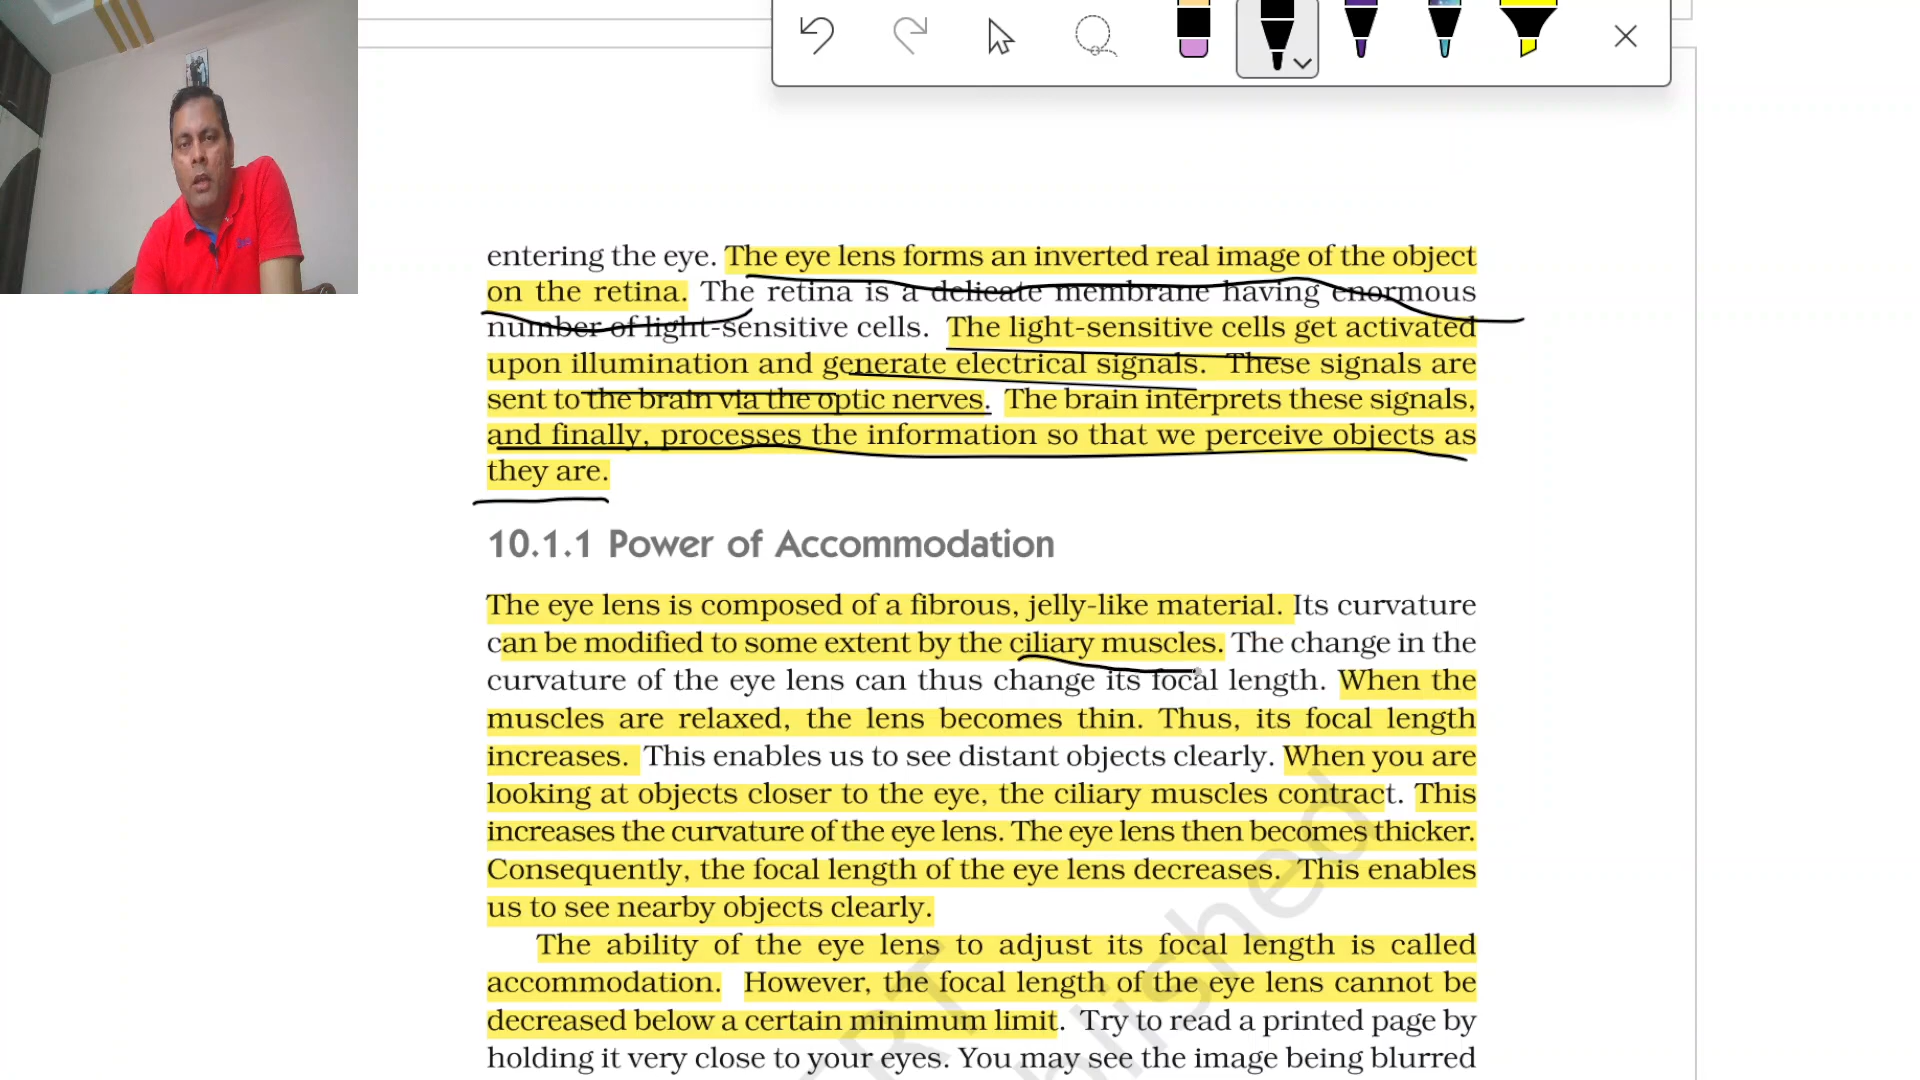 entering the eye. The eye lens forms an inverted real image of the object
on the retina. The retina is a delicate membrane having enormous
number of light-sensitive cells. The light-sensitive cells get activated
upon illumination and generate electrical signals. These signals are
sent to the brain via the optic nerves. The brain interprets these signals,
and finally, processes the information so that we perceive objects as
they are.
10.1.1 Power of Accommodation
The eye lens is composed of a fibrous, jelly-like material. Its curvature
can be modified to some extent by the ciliary muscles. The change in the
curvature of the eye lens can thus change its focal length. When the
muscles are relaxed, the lens becomes thin. Thus, its focal length
increases. This enables us to see distant objects clearly. When you are
looking at objects closer to the eye, the ciliary muscles contract. This
increases the curvature of the eye lens. The eye lens then becomes thicker.
Consequently, the focal length of the eye lens decreases. This enables
us to see nearby objects clearly.
The ability of the eye lens to adjust its focal length is called
accommodation. However, the focal length of the eye lens cannot be
decreased below a certain minimum limit. Try to read a printed page by
holding it very close to your eyes. You may see the image being blurred